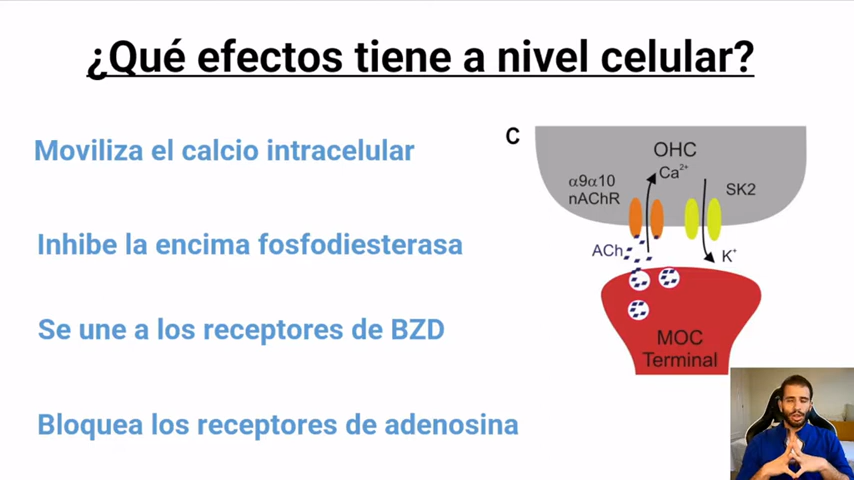 ¿Qué efectos tiene a nivel celular?
Moviliza el calcio intracelular
Inhibe la encima fosfodiesterasa
Se une a los receptores de BZD
Bloquea los receptores de adenosina
C
OHC
Ca²⁺
α9α10
nAChR
SK2
ACh
K⁺
MOC
Terminal